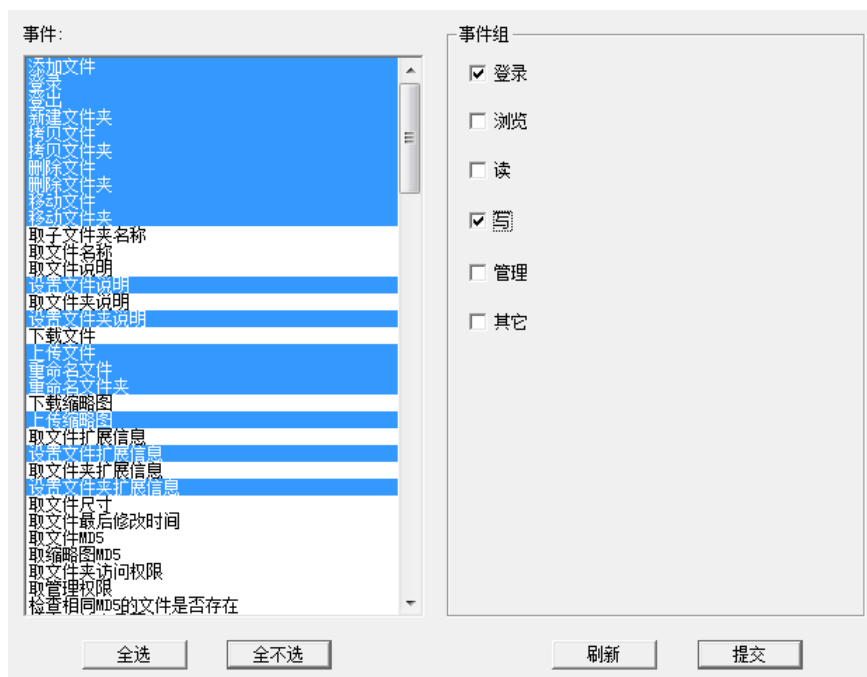 事件:
添加文件
登录
登出
新建文件夹
拷贝文件
拷贝文件夹
删除文件
删除文件夹
移动文件
移动文件夹
取子文件夹名称
取文件名称
取文件说明
设置文件说明
取文件夹说明
设置文件夹说明
下载文件
上传文件
重命名文件
重命名文件夹
下载缩略图
上传缩略图
取文件扩展信息
设置文件扩展信息
取文件夹扩展信息
设置文件夹扩展信息
取文件尺寸
取文件最后修改时间
取文件MD5
取缩略图MD5
取文件夹访问权限
取管理权限
检查相同MD5的文件是否存在
全选
全不选
事件组
登录
浏览
读
写
管理
其它
刷新
提交